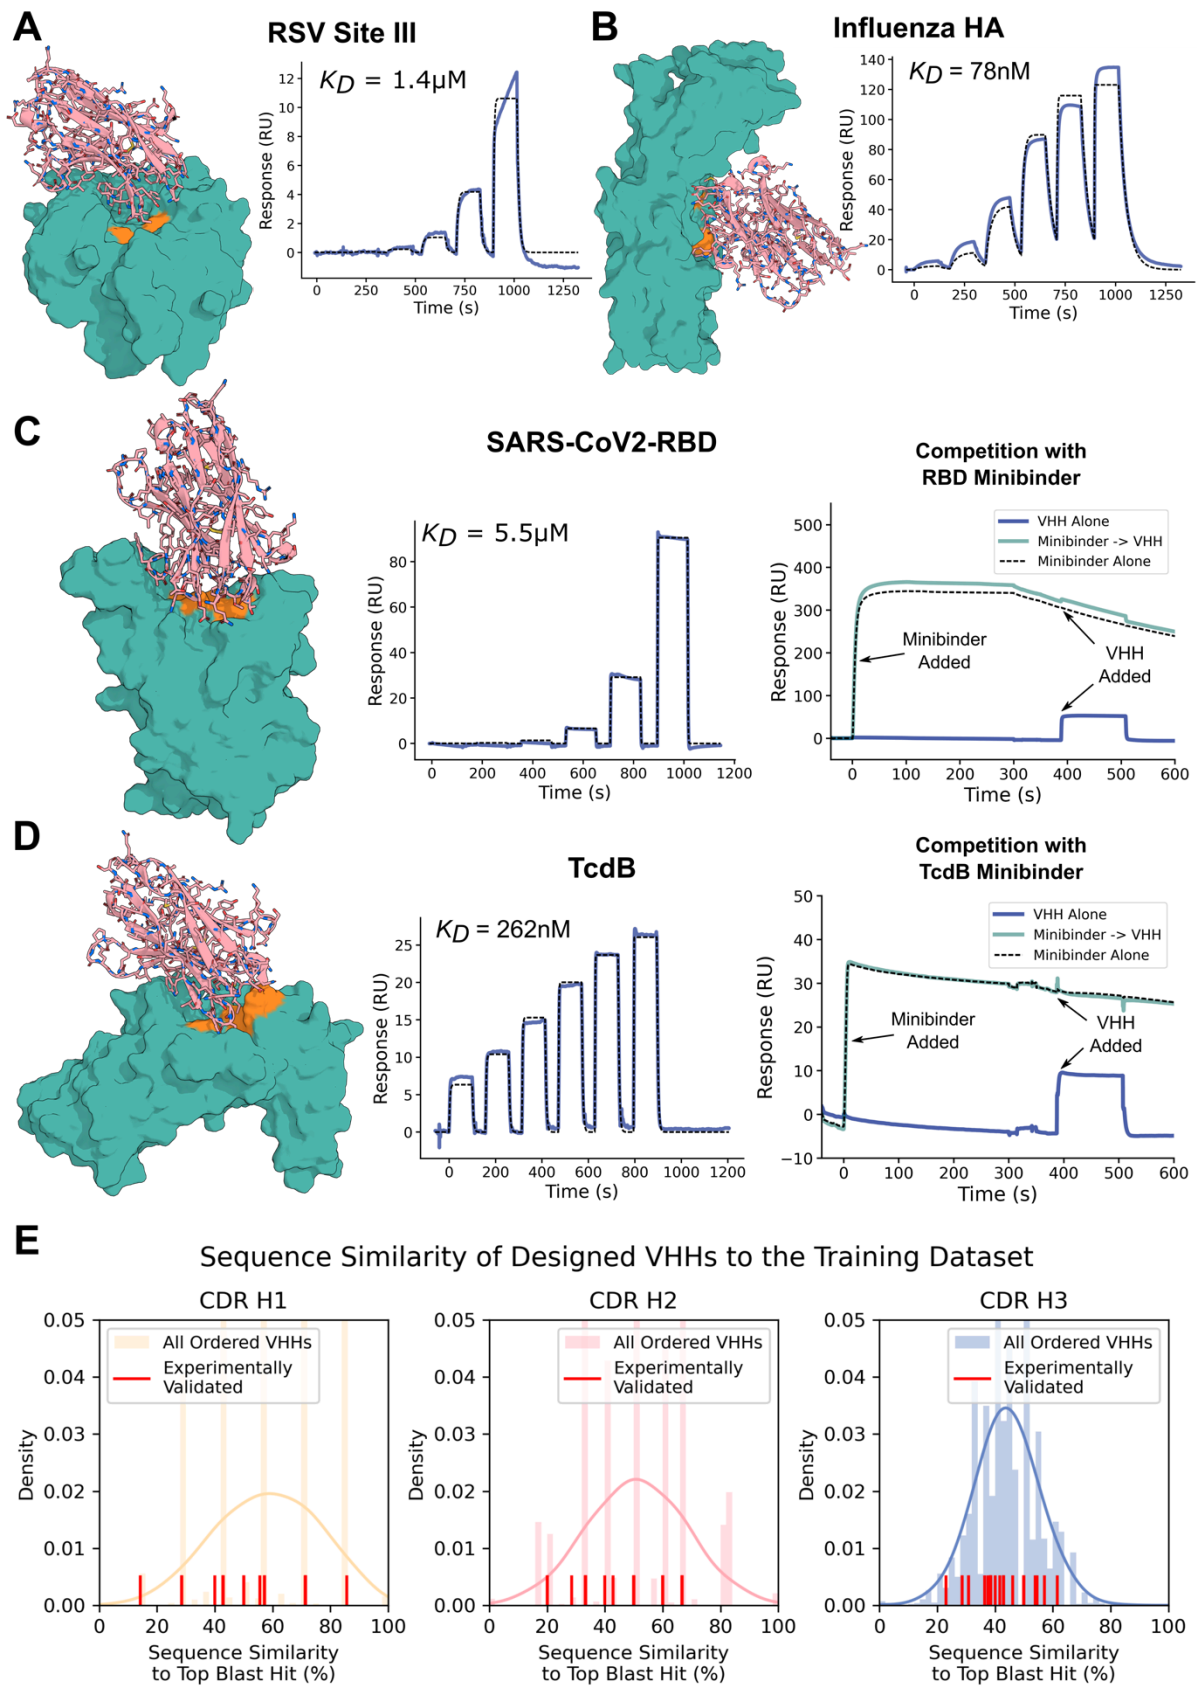 A
RSV Site III
K_D = 1.4µM
Response (RU)
12
10
8
6
4
2
0
0 250 500 750 1000 1250
Time (s)
B
Influenza HA
K_D = 78nM
Response (RU)
140
120
100
80
60
40
20
0
0 250 500 750 1000 1250
Time (s)
C
SARS-CoV2-RBD
K_D = 5.5µM
Response (RU)
80
60
40
20
0
0 200 400 600 800 1000 1200
Time (s)
Competition with
RBD Minibinder
VHH Alone
Minibinder -> VHH
Minibinder Alone
Minibinder
Added
VHH
Added
Response (RU)
500
400
300
200
100
0
0 100 200 300 400 500 600
Time (s)
D
TcdB
K_D = 262nM
Response (RU)
25
20
15
10
5
0
0 200 400 600 800 1000 1200
Time (s)
Competition with
TcdB Minibinder
VHH Alone
Minibinder -> VHH
Minibinder Alone
Minibinder
Added
VHH
Added
Response (RU)
50
40
30
20
10
0
−10
0 100 200 300 400 500 600
Time (s)
E
Sequence Similarity of Designed VHHs to the Training Dataset
CDR H1
All Ordered VHHs
Experimentally
Validated
Density
0.05
0.04
0.03
0.02
0.01
0.00
0 20 40 60 80 100
Sequence Similarity
to Top Blast Hit (%)
CDR H2
All Ordered VHHs
Experimentally
Validated
Density
0.05
0.04
0.03
0.02
0.01
0.00
0 20 40 60 80 100
Sequence Similarity
to Top Blast Hit (%)
CDR H3
All Ordered VHHs
Experimentally
Validated
Density
0.05
0.04
0.03
0.02
0.01
0.00
0 20 40 60 80 100
Sequence Similarity
to Top Blast Hit (%)